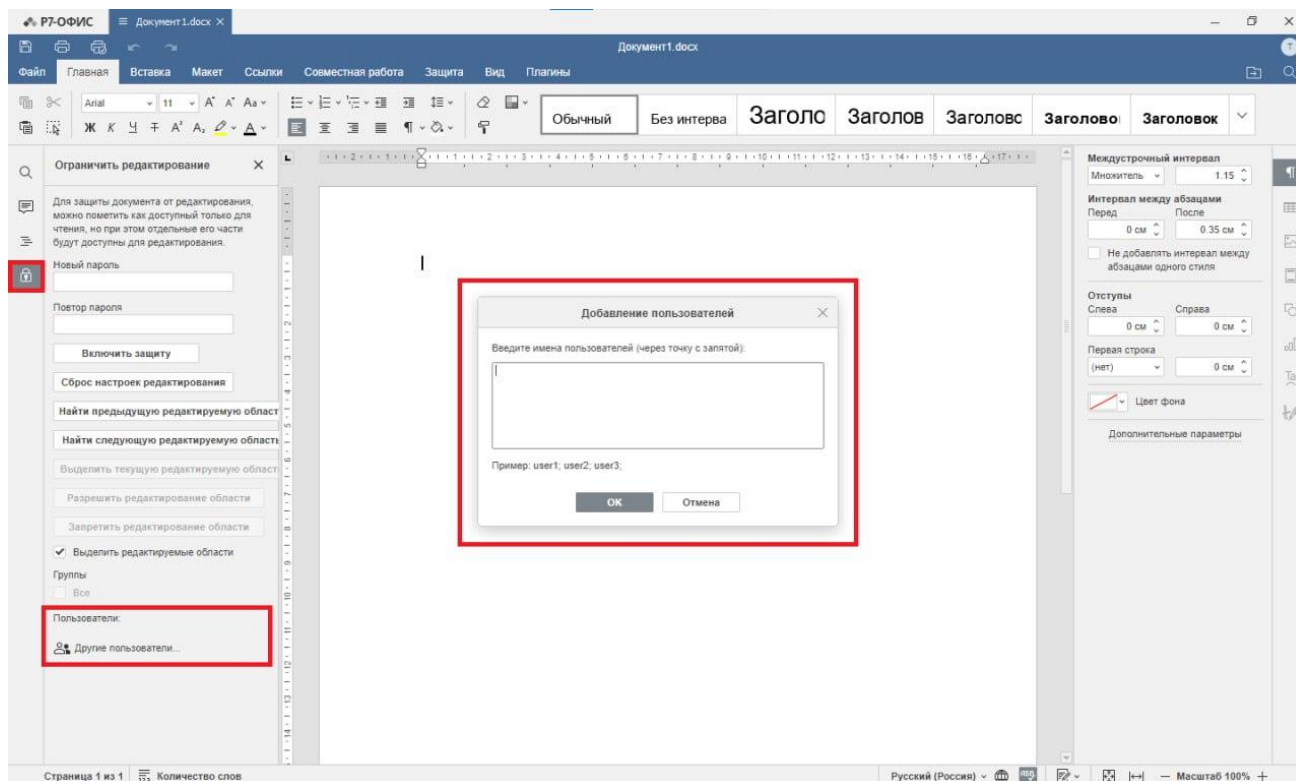 Р7-ОФИС
Документ1.docx
Документ1.docx
Файл Главная Вставка Макет Ссылки Совместная работа Защита Вид Плагины
Arial 11
Ж К Ч
Обычный Без интерва Заголо Заголов Заголовс Заголово Заголовок
Ограничить редактирование
Для защиты документа от редактирования,
можно пометить как доступный только для
чтения, но при этом отдельные его части
будут доступны для редактирования.
Новый пароль
Повтор пароля
Включить защиту
Сброс настроек редактирования
Найти предыдущую редактируемую област
Найти следующую редактируемую область
Выделить текущую редактируемую област
Разрешить редактирование области
Запретить редактирование области
Выделить редактируемые области
Группы
Все
Пользователи:
Другие пользователи...
Добавление пользователей
Введите имена пользователей (через точку с запятой):
Пример: user1; user2; user3;
ОК Отмена
Междустрочный интервал
Множитель 1.15
Интервал между абзацами
Перед После
0 см 0.35 см
Не добавлять интервал между
абзацами одного стиля
Отступы
Слева Справа
0 см 0 см
Первая строка
(нет) 0 см
Цвет фона
Дополнительные параметры
Страница 1 из 1 Количество слов Русский (Россия) Масштаб 100%